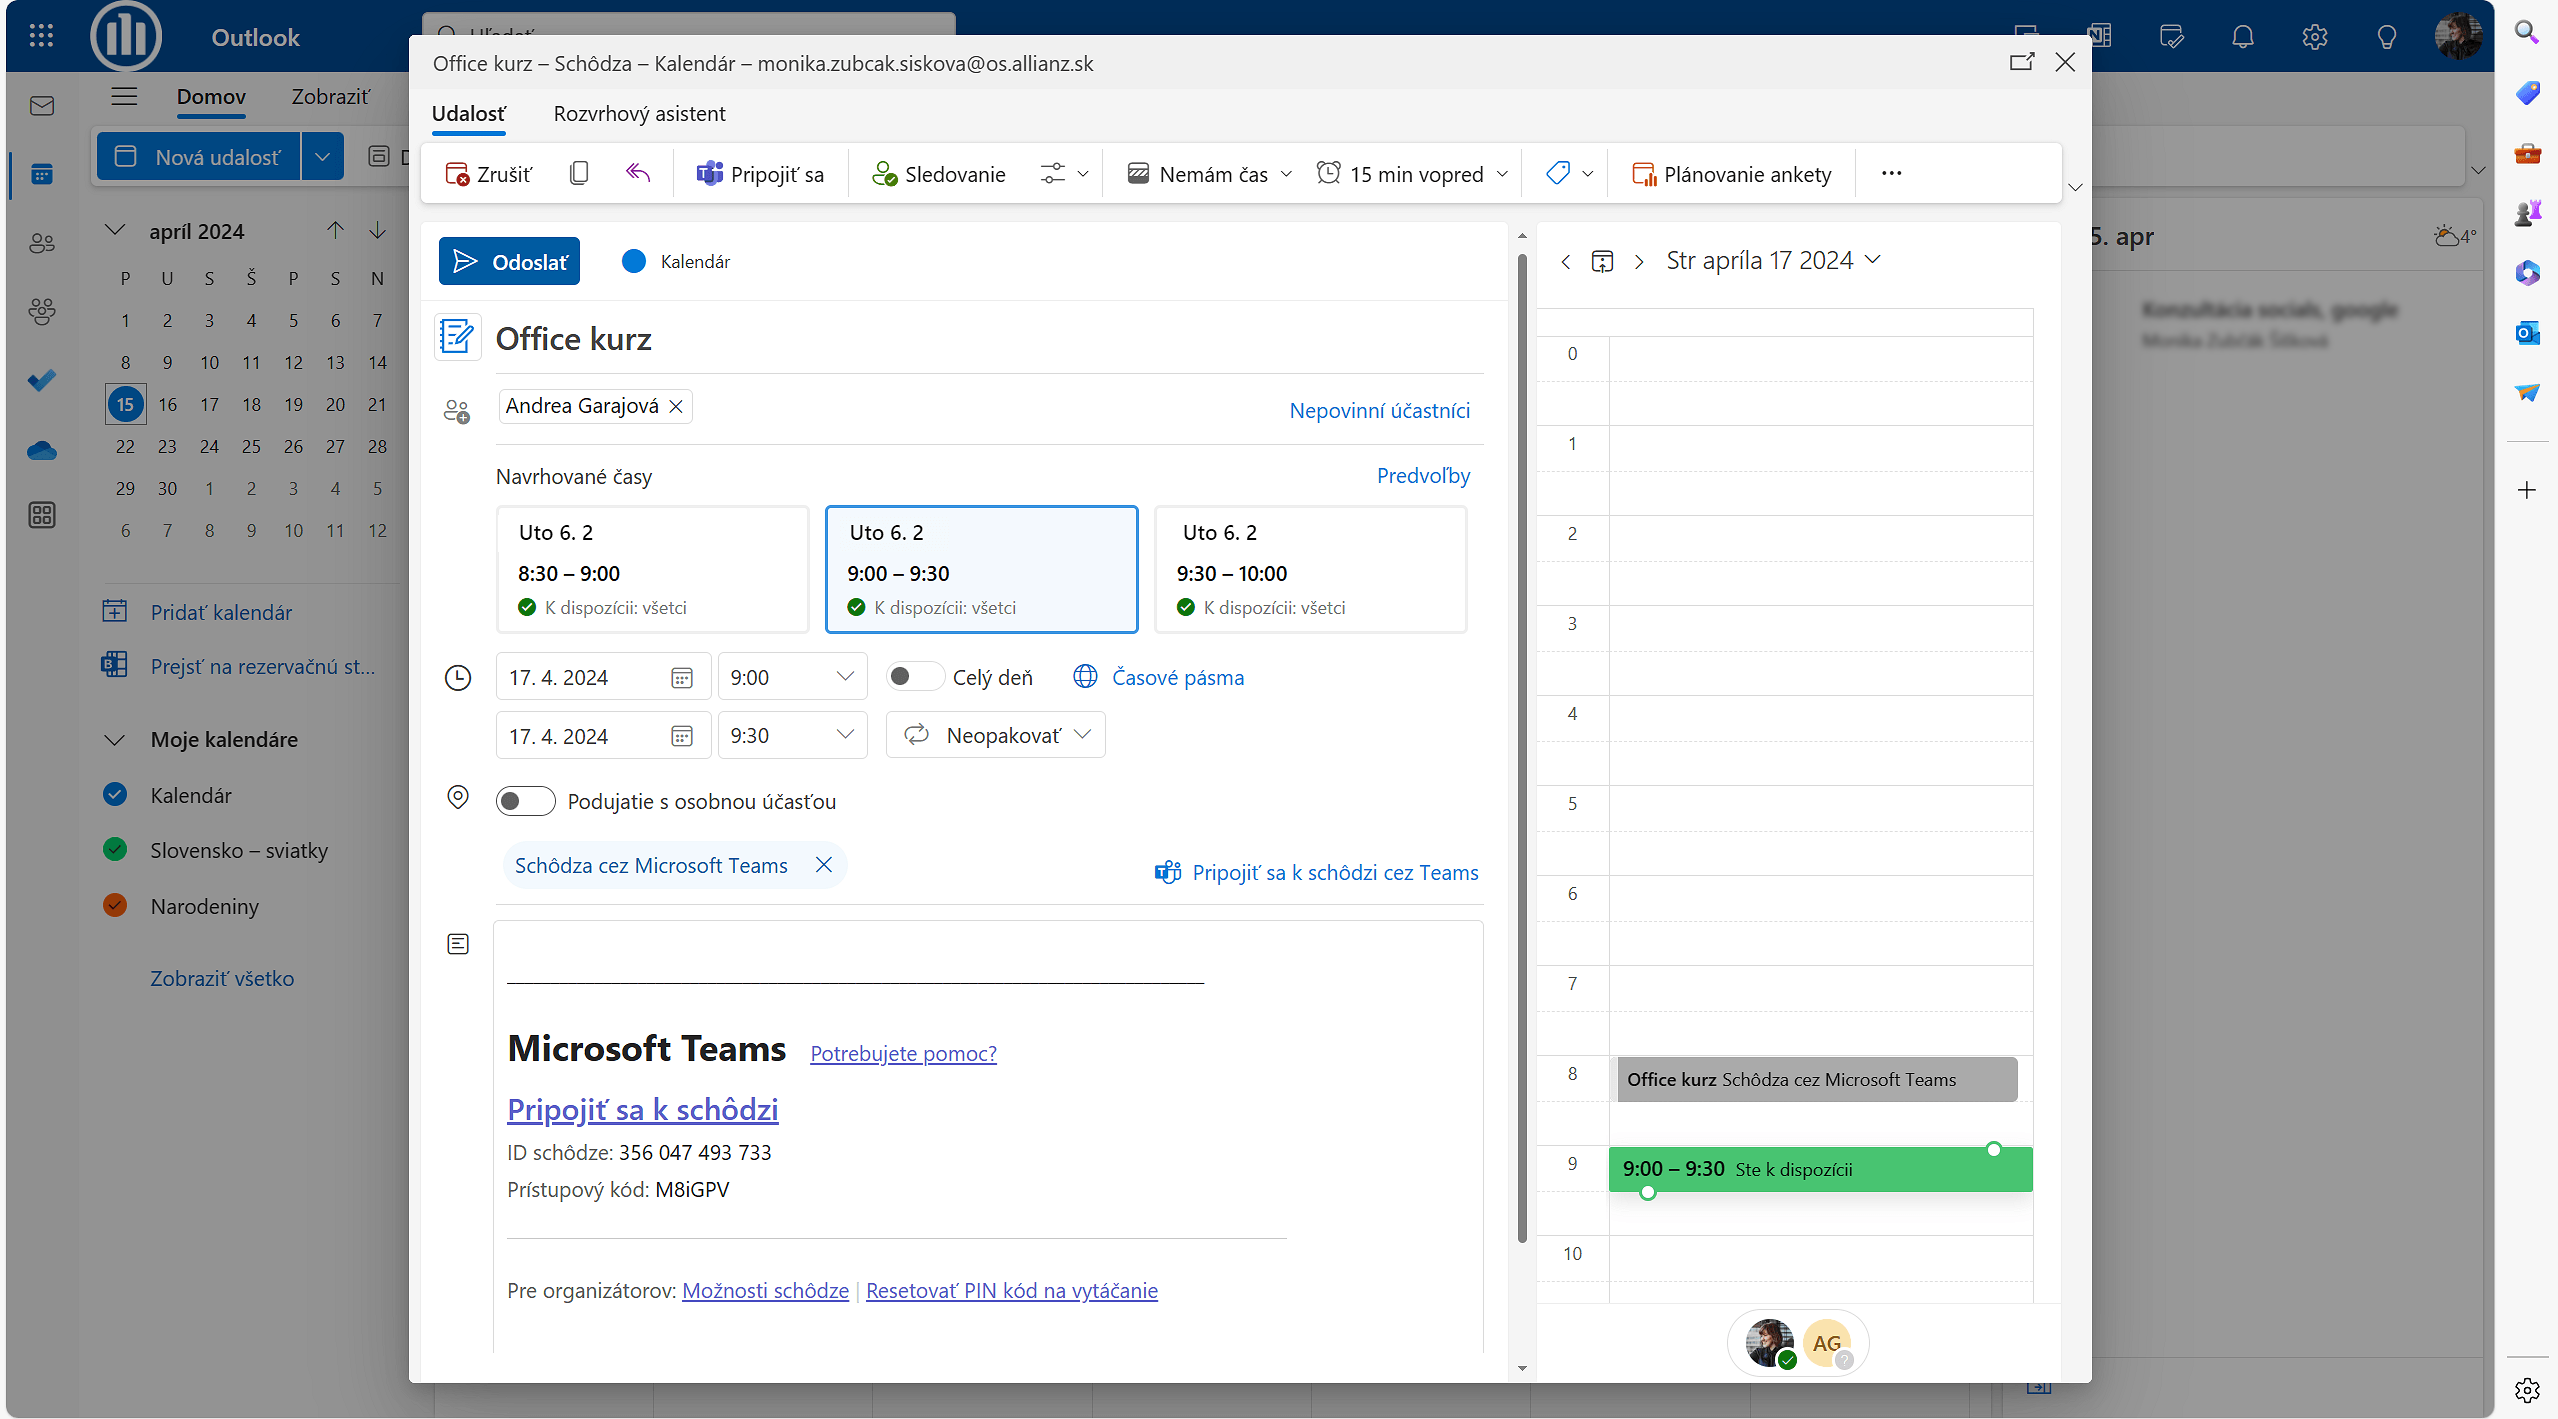 Outlook
Office kurz – Schôdza – Kalendár – monika.zubcak.siskova@os.allianz.sk
Domov
Zobraziť
Udalosť
Rozvrhový asistent
Nová udalosť
Zrušiť
Pripojiť sa
Sledovanie
Nemám čas
15 min vopred
Plánovanie ankety
apríl 2024
P U S Š P S N
1 2 3 4 5 6 7
8 9 10 11 12 13 14
15 16 17 18 19 20 21
22 23 24 25 26 27 28
29 30 1 2 3 4 5
6 7 8 9 10 11 12
Pridať kalendár
Prejsť na rezervačnú st...
Moje kalendáre
Kalendár
Slovensko – sviatky
Narodeniny
Zobraziť všetko
Odoslať
Kalendár
Office kurz
Andrea Garajová
Nepovinní účastníci
Navrhované časy
Predvoľby
Uto 6. 2
8:30 – 9:00
K dispozícii: všetci
Uto 6. 2
9:00 – 9:30
K dispozícii: všetci
Uto 6. 2
9:30 – 10:00
K dispozícii: všetci
17. 4. 2024
9:00
Celý deň
Časové pásma
17. 4. 2024
9:30
Neopakovať
Podujatie s osobnou účasťou
Schôdza cez Microsoft Teams
Pripojiť sa k schôdzi cez Teams
Microsoft Teams
Potrebujete pomoc?
Pripojiť sa k schôdzi
ID schôdze: 356 047 493 733
Prístupový kód: M8iGPV
Pre organizátorov: Možnosti schôdze | Resetovať PIN kód na vytáčanie
Str apríla 17 2024
0
1
2
3
4
5
6
7
8
Office kurz Schôdza cez Microsoft Teams
9
9:00 – 9:30 Ste k dispozícii
10
AG
5. apr
4°
Konzultácia socials, google
Monika Zubčák Šišková